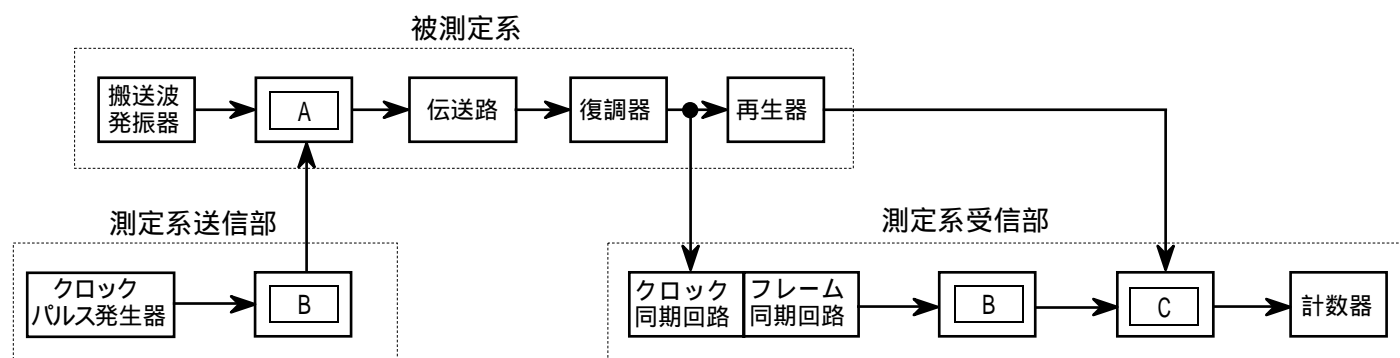 被測定系
搬送波
発振器
A
伝送路
復調器
再生器
測定系送信部
クロック
パルス発生器
B
測定系受信部
クロック
同期回路
フレーム
同期回路
B
C
計数器